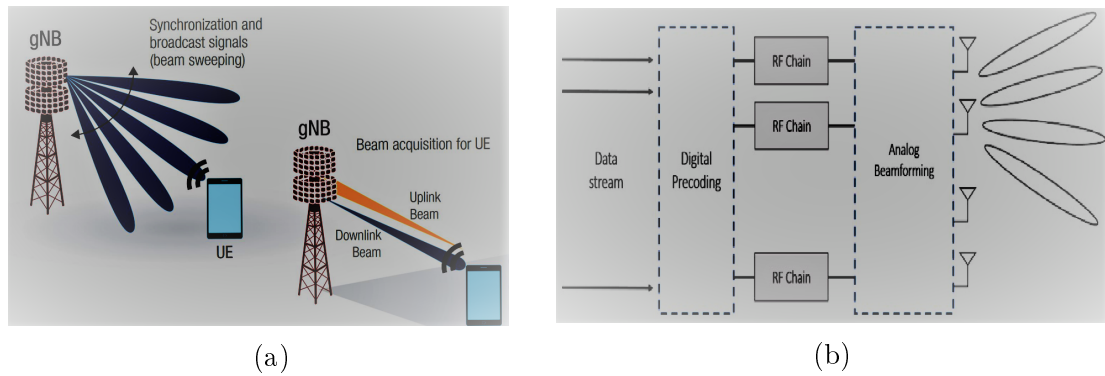 gNB
Synchronization and
broadcast signals
(beam sweeping)
UE
gNB
Beam acquisition for UE
Uplink
Beam
Downlink
Beam
(a)
Data
stream
Digital
Precoding
RF Chain
RF Chain
RF Chain
Analog
Beamforming
(b)